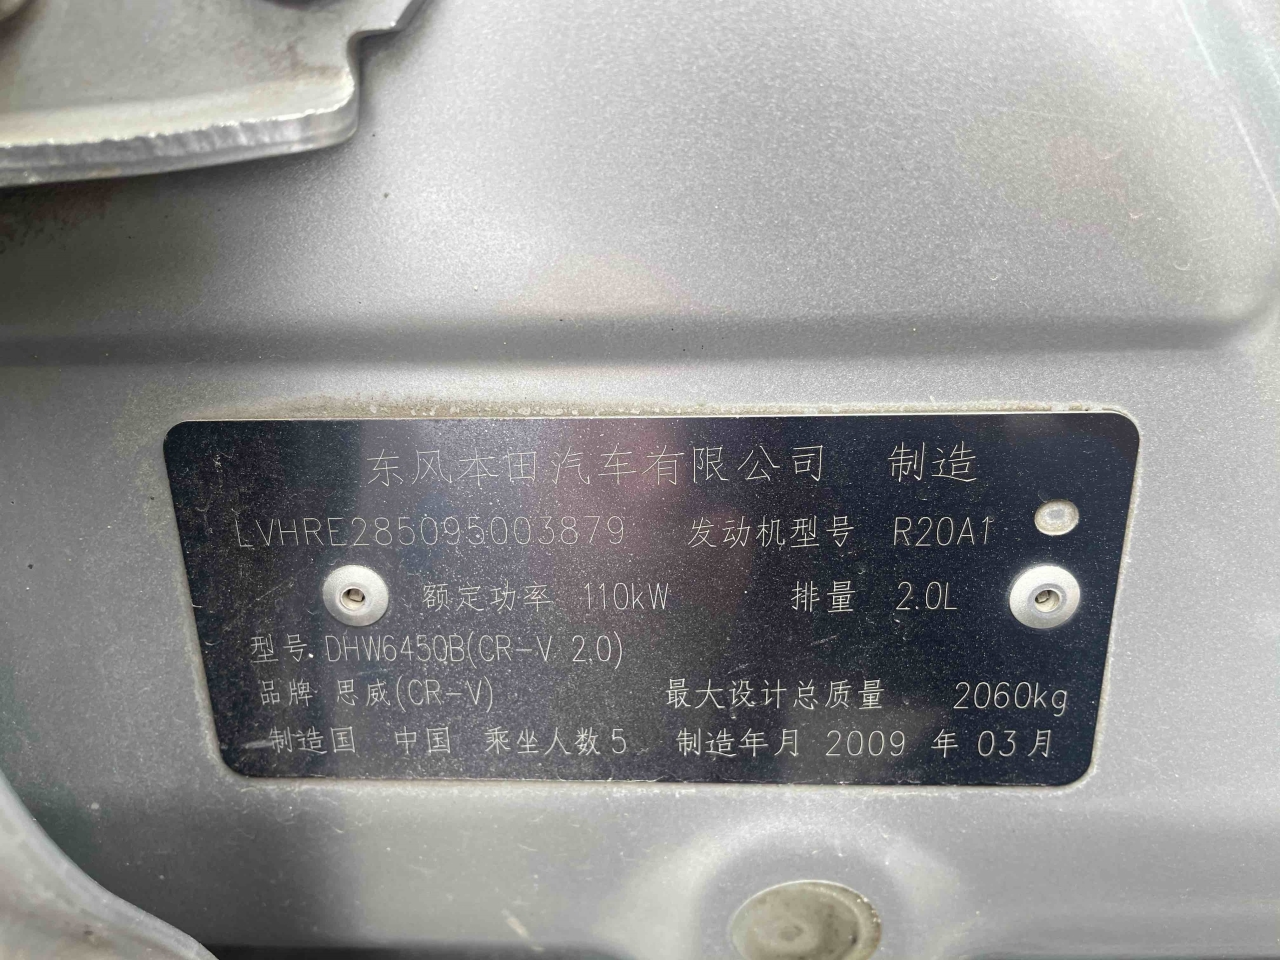 东风本田汽车有限公司 制造
LVHRE285095003879 发动机型号 R20A1
额定功率 110kW 排量 2.0L
型号 DHW6450B(CR-V 2.0)
品牌 思威(CR-V) 最大设计总质量 2060kg
制造国 中国 乘坐人数5 制造年月 2009 年 03月